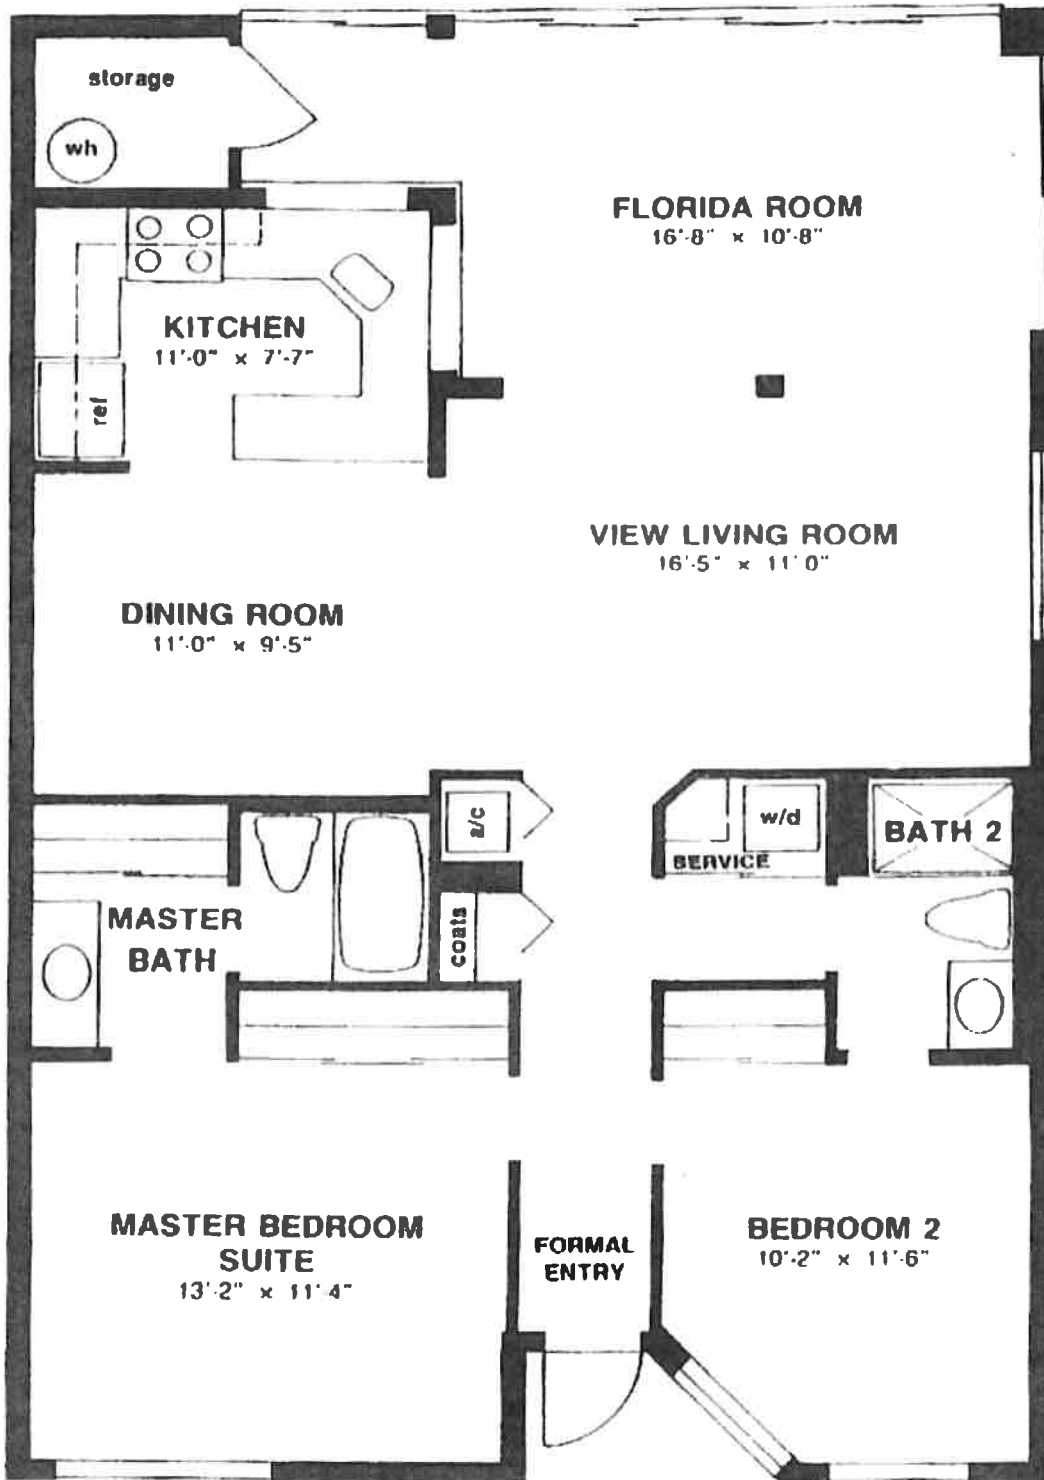 storage
wh
FLORIDA ROOM
16'-8" × 10'-8"
KITCHEN
11'-0" × 7'-7"
ref
VIEW LIVING ROOM
16'-5" × 11'0"
DINING ROOM
11'-0" × 9'-5"
a/c
w/d
BATH 2
SERVICE
MASTER
BATH
coats
MASTER BEDROOM
SUITE
13'-2" × 11'-4"
FORMAL
ENTRY
BEDROOM 2
10'-2" × 11'-6"